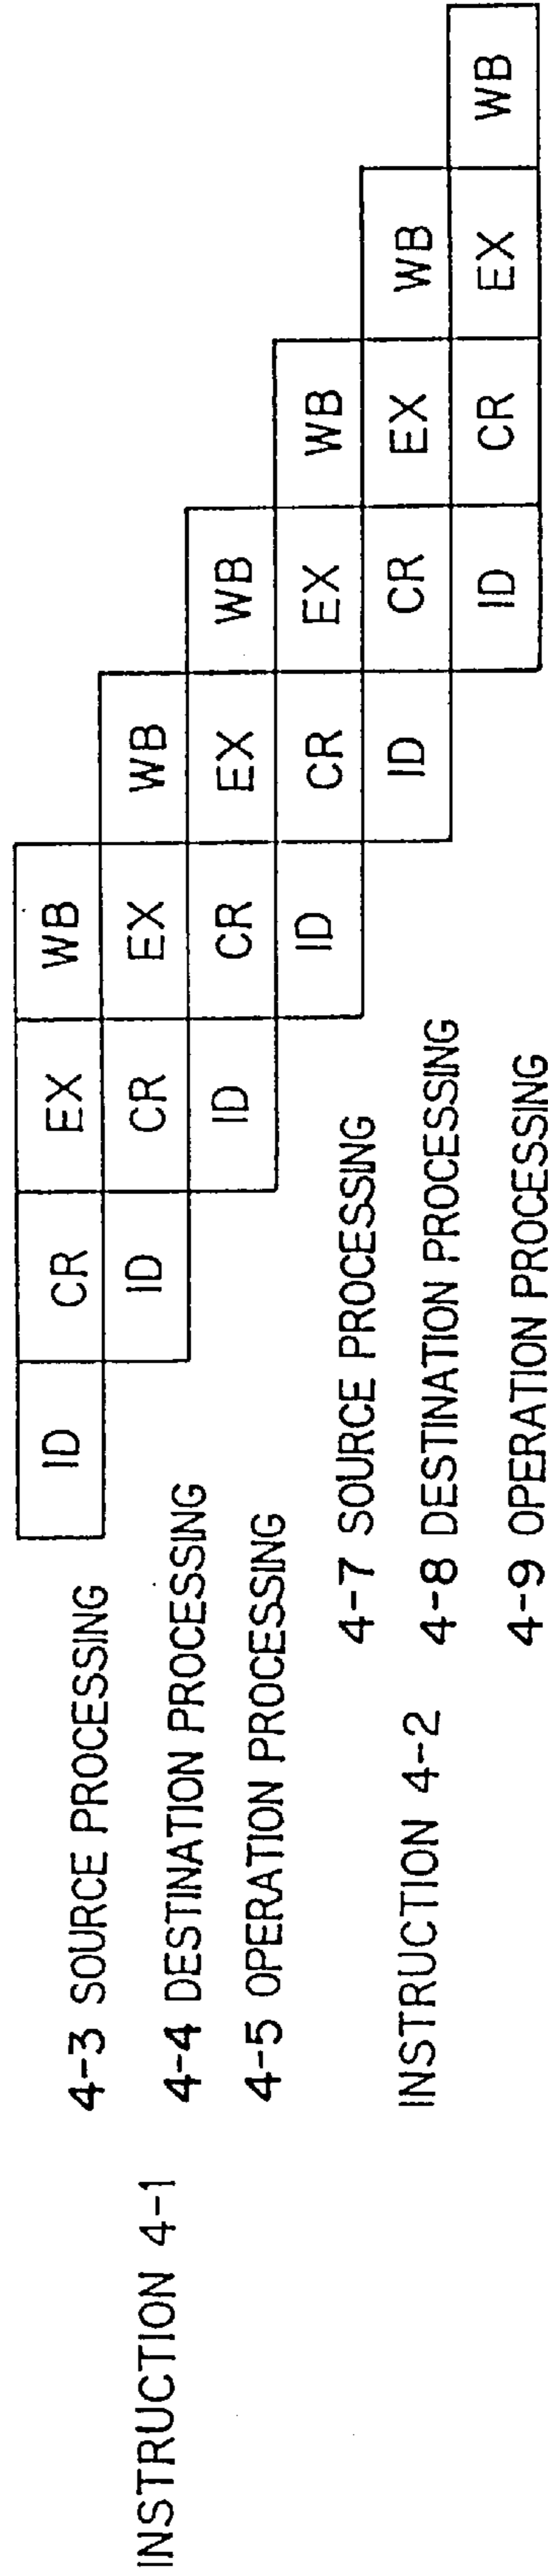 ID CR EX WB
4-3 SOURCE PROCESSING
ID CR EX WB
INSTRUCTION 4-1
4-4 DESTINATION PROCESSING
ID CR EX WB
4-5 OPERATION PROCESSING
ID CR EX WB
4-7 SOURCE PROCESSING
ID CR EX WB
INSTRUCTION 4-2
4-8 DESTINATION PROCESSING
ID CR EX WB
4-9 OPERATION PROCESSING